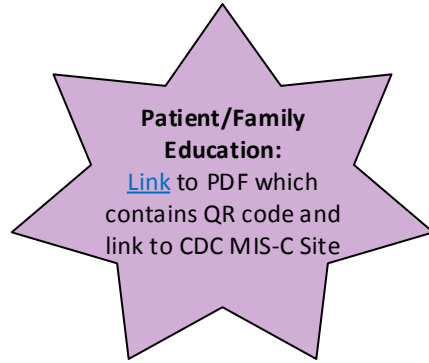 Patient/Family
Education:
Link to PDF which
contains QR code and
link to CDC MIS-C Site